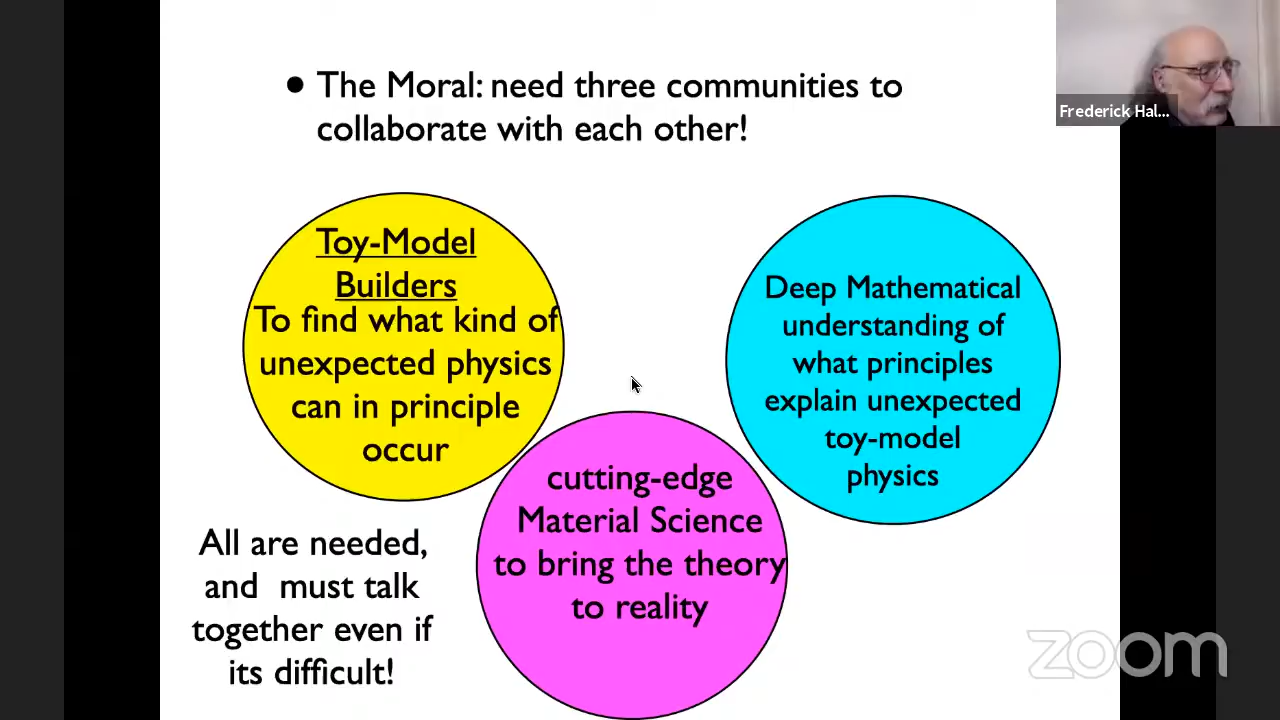 • The Moral: need three communities to
collaborate with each other!
Frederick Hal...
Toy-Model
Builders
To find what kind of
unexpected physics
can in principle
occur
Deep Mathematical
understanding of
what principles
explain unexpected
toy-model
physics
cutting-edge
Material Science
to bring the theory
to reality
All are needed,
and must talk
together even if
its difficult!
zoom